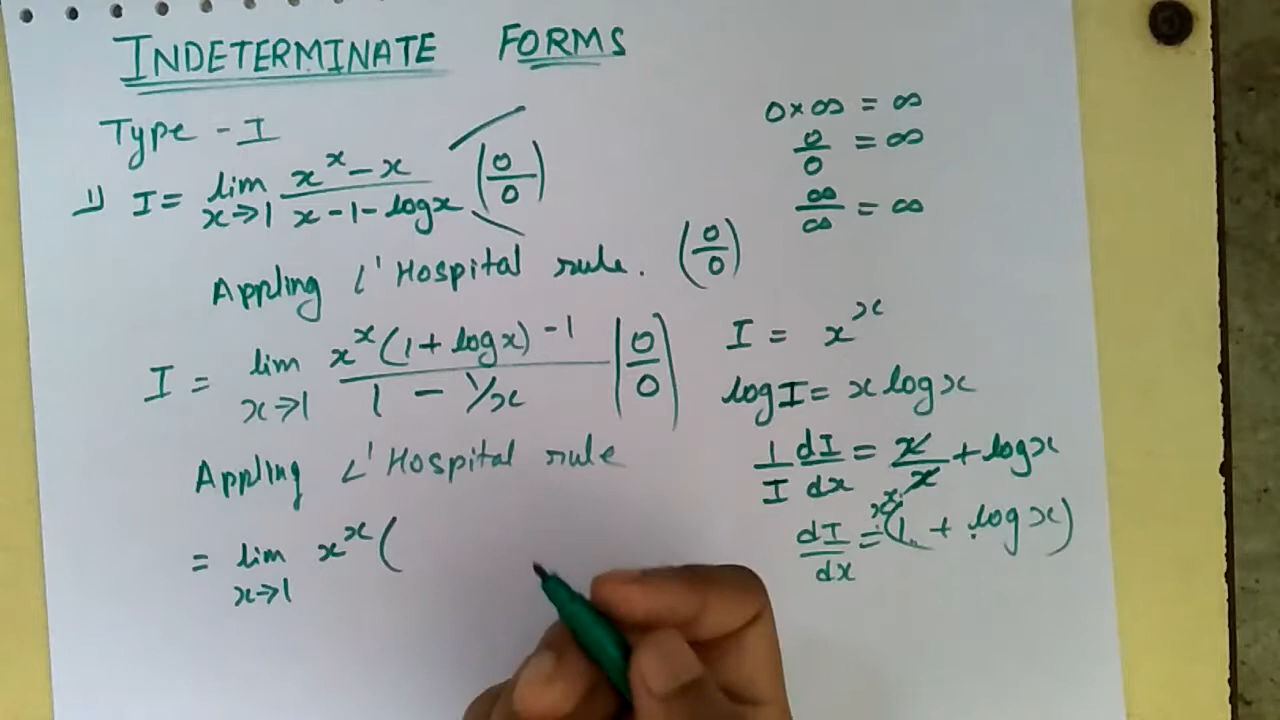 INDETERMINATE FORMS
Type - I
1) I = lim x→1 (x^x - x)/(x - 1 - log x) (0/0)
0 × ∞ = ∞
0/0 = ∞
∞/∞ = ∞
Appling L' Hospital rule. (0/0)
I = lim x→1 (x^x (1 + log x) - 1)/(1 - 1/x) (0/0)
Appling L' Hospital rule
= lim x→1 x^x (
I = x^x
log I = x log x
1/I dI/dx = x/x + log x
dI/dx = x^x (1 + log x)